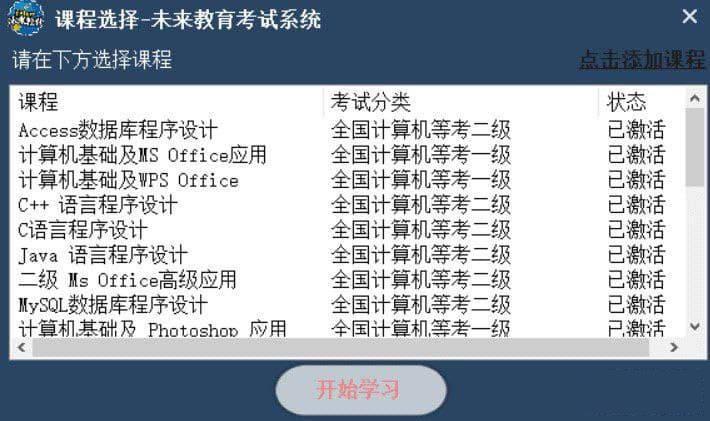 课程选择-未来教育考试系统
请在下方选择课程 点击添加课程
课程 考试分类 状态
Access数据库程序设计 全国计算机等考二级 已激活
计算机基础及MS Office应用 全国计算机等考一级 已激活
计算机基础及WPS Office 全国计算机等考一级 已激活
C++ 语言程序设计 全国计算机等考二级 已激活
C语言程序设计 全国计算机等考二级 已激活
Java 语言程序设计 全国计算机等考二级 已激活
二级 Ms Office高级应用 全国计算机等考二级 已激活
MySQL数据库程序设计 全国计算机等考二级 已激活
计算机基础及 Photoshop 应用 全国计算机等考一级 已激活
开始学习